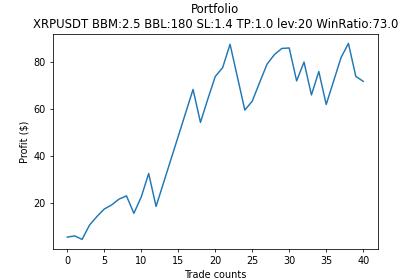 Portfolio
XRPUSDT BBM:2.5 BBL:180 SL:1.4 TP:1.0 lev:20 WinRatio:73.0
80
60
40
20
Profit ($)
0 5 10 15 20 25 30 35 40
Trade counts